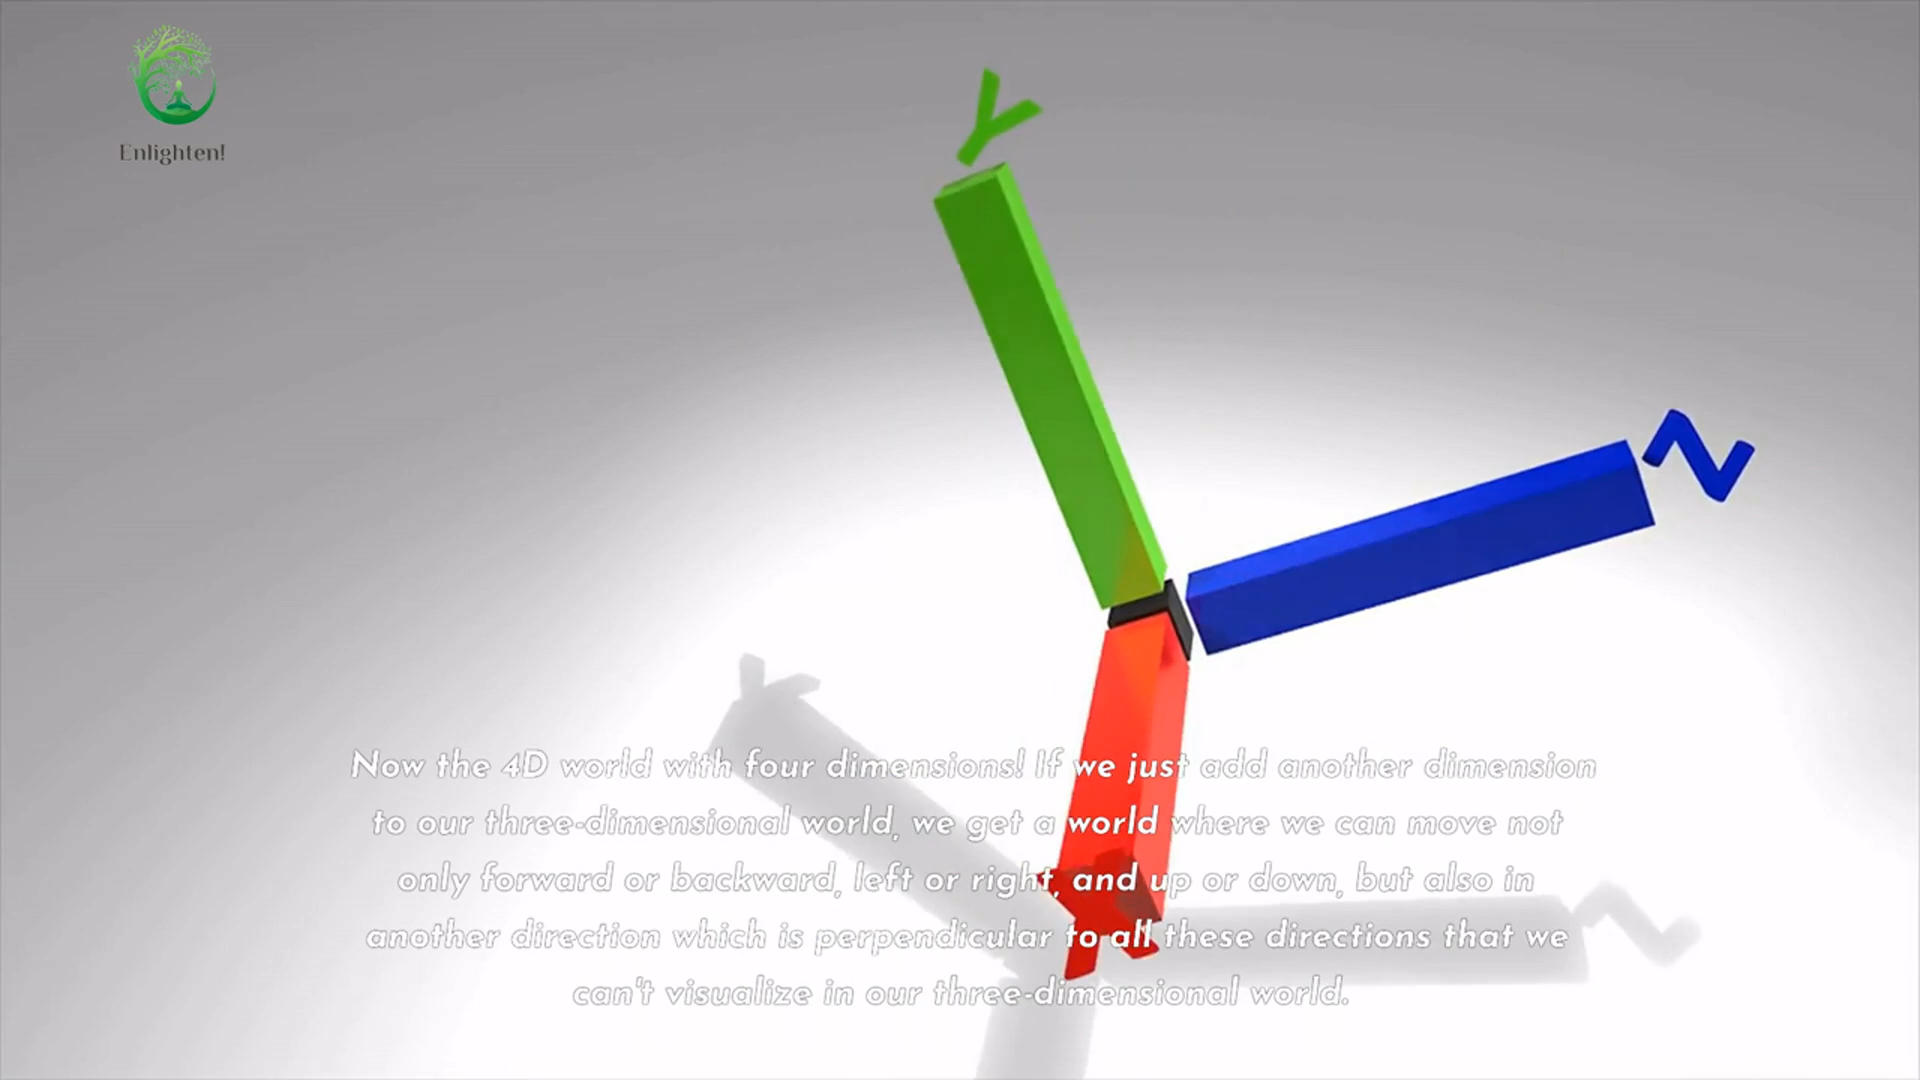 Enlighten!
Y
Z
X
Now the 4D world with four dimensions! If we just add another dimension
to our three-dimensional world, we get a world where we can move not
only forward or backward, left or right, and up or down, but also in
another direction which is perpendicular to all these directions that we
can't visualize in our three-dimensional world.